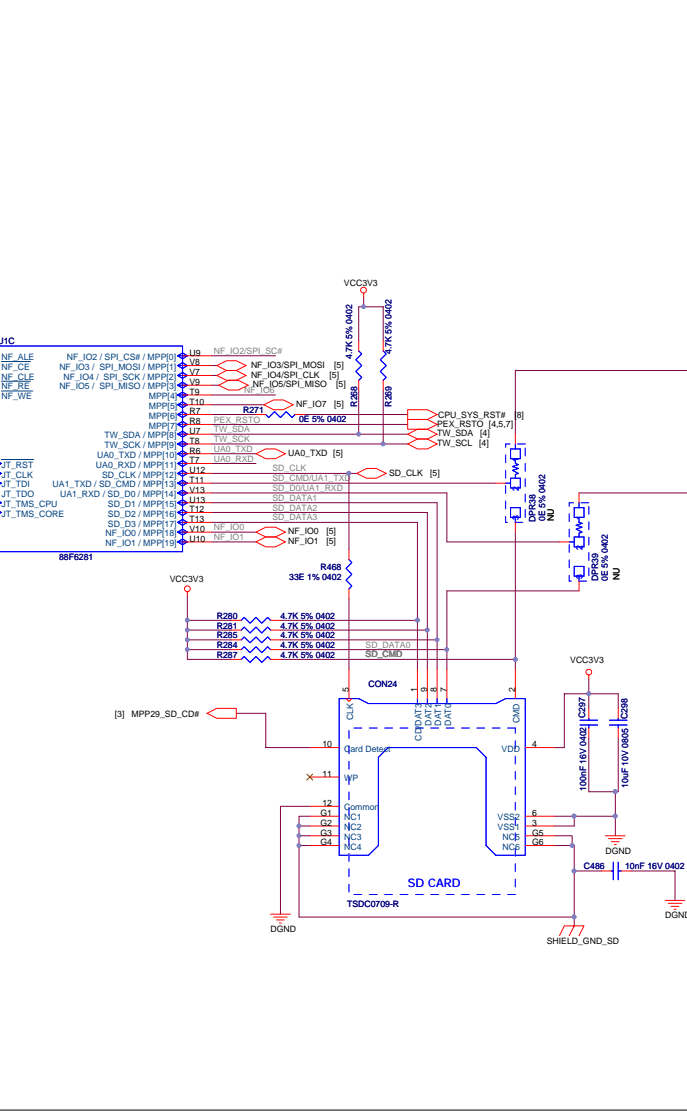 VCC3V3
4.7K 5% 0402
4.7K 5% 0402
R268
R269
U1C
NF_ALE
NF_CE
NF_CLE
NF_RE
NF_WE
JT_RST
JT_CLK
JT_TDI
JT_TDO
JT_TMS_CPU
JT_TMS_CORE
NF_IO2 / SPI_CS# / MPP[0] U9 NF_IO2/SPI_SC#
NF_IO3 / SPI_MOSI / MPP[1] V8 NF_IO3/SPI_MOSI [5]
NF_IO4 / SPI_SCK / MPP[2] V7 NF_IO4/SPI_CLK [5]
NF_IO5 / SPI_MISO / MPP[3] V9 NF_IO5/SPI_MISO [5]
MPP[4] T9 NF_IO6
MPP[5] T10 NF_IO7 [5]
MPP[6] R7 R271 0E 5% 0402 CPU_SYS_RST# [8]
MPP[7] R8 PEX_RSTO PEX_RSTO [4,5,7]
TW_SDA / MPP[8] U7 TW_SDA TW_SDA [4]
TW_SCK / MPP[9] T8 TW_SCK TW_SCL [4]
UA0_TXD / MPP[10] R6 UA0_TXD UA0_TXD [5]
UA0_RXD / MPP[11] T7 UA0_RXD
SD_CLK / MPP[12] U12 SD_CLK SD_CLK [5]
UA1_TXD / SD_CMD / MPP[13] T11 SD_CMD/UA1_TXD
UA1_RXD / SD_D0 / MPP[14] V13 SD_D0/UA1_RXD
SD_D1 / MPP[15] U13 SD_DATA1
SD_D2 / MPP[16] T12 SD_DATA2
SD_D3 / MPP[17] T13 SD_DATA3
NF_IO0 / MPP[18] V10 NF_IO0 NF_IO0 [5]
NF_IO1 / MPP[19] U10 NF_IO1 NF_IO1 [5]
88F6281
1
2
3
DPR38
0E 5% 0402
NU
1
2
3
DPR39
0E 5% 0402
NU
R468
33E 1% 0402
VCC3V3
R280 4.7K 5% 0402
R281 4.7K 5% 0402
R285 4.7K 5% 0402
R284 4.7K 5% 0402 SD_DATA0
R287 4.7K 5% 0402 SD_CMD
CON24
5 1 9 8 7 2
CLK
CD/DAT3
DAT2
DAT1
DAT0
CMD
[3] MPP29_SD_CD#
10 Card Detect
VDD 4
11 WP
12 Common
G1 NC1
G2 NC2
G3 NC3
G4 NC4
VSS2 6
VSS1 3
NC5 G5
NC6 G6
SD CARD
TSDC0709-R
VCC3V3
C297
100nF 16V 0402
C298
10uF 10V 0805
DGND
C486 10nF 16V 0402
DGND
DGND
SHIELD_GND_SD